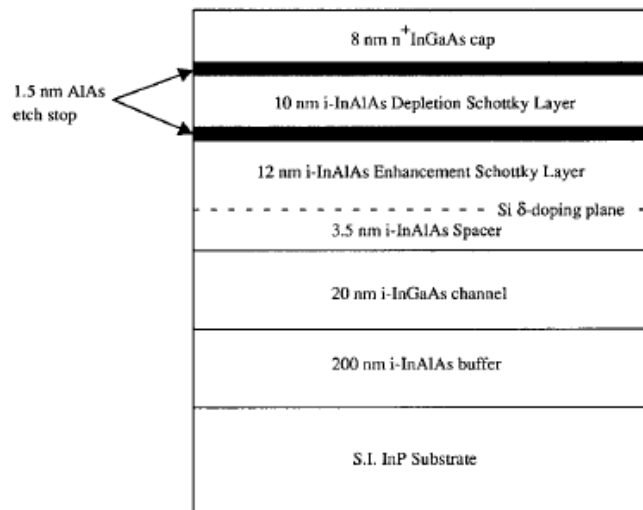 8 nm n⁺InGaAs cap
1.5 nm AlAs
etch stop
10 nm i-InAlAs Depletion Schottky Layer
12 nm i-InAlAs Enhancement Schottky Layer
Si δ-doping plane
3.5 nm i-InAlAs Spacer
20 nm i-InGaAs channel
200 nm i-InAlAs buffer
S.I. InP Substrate